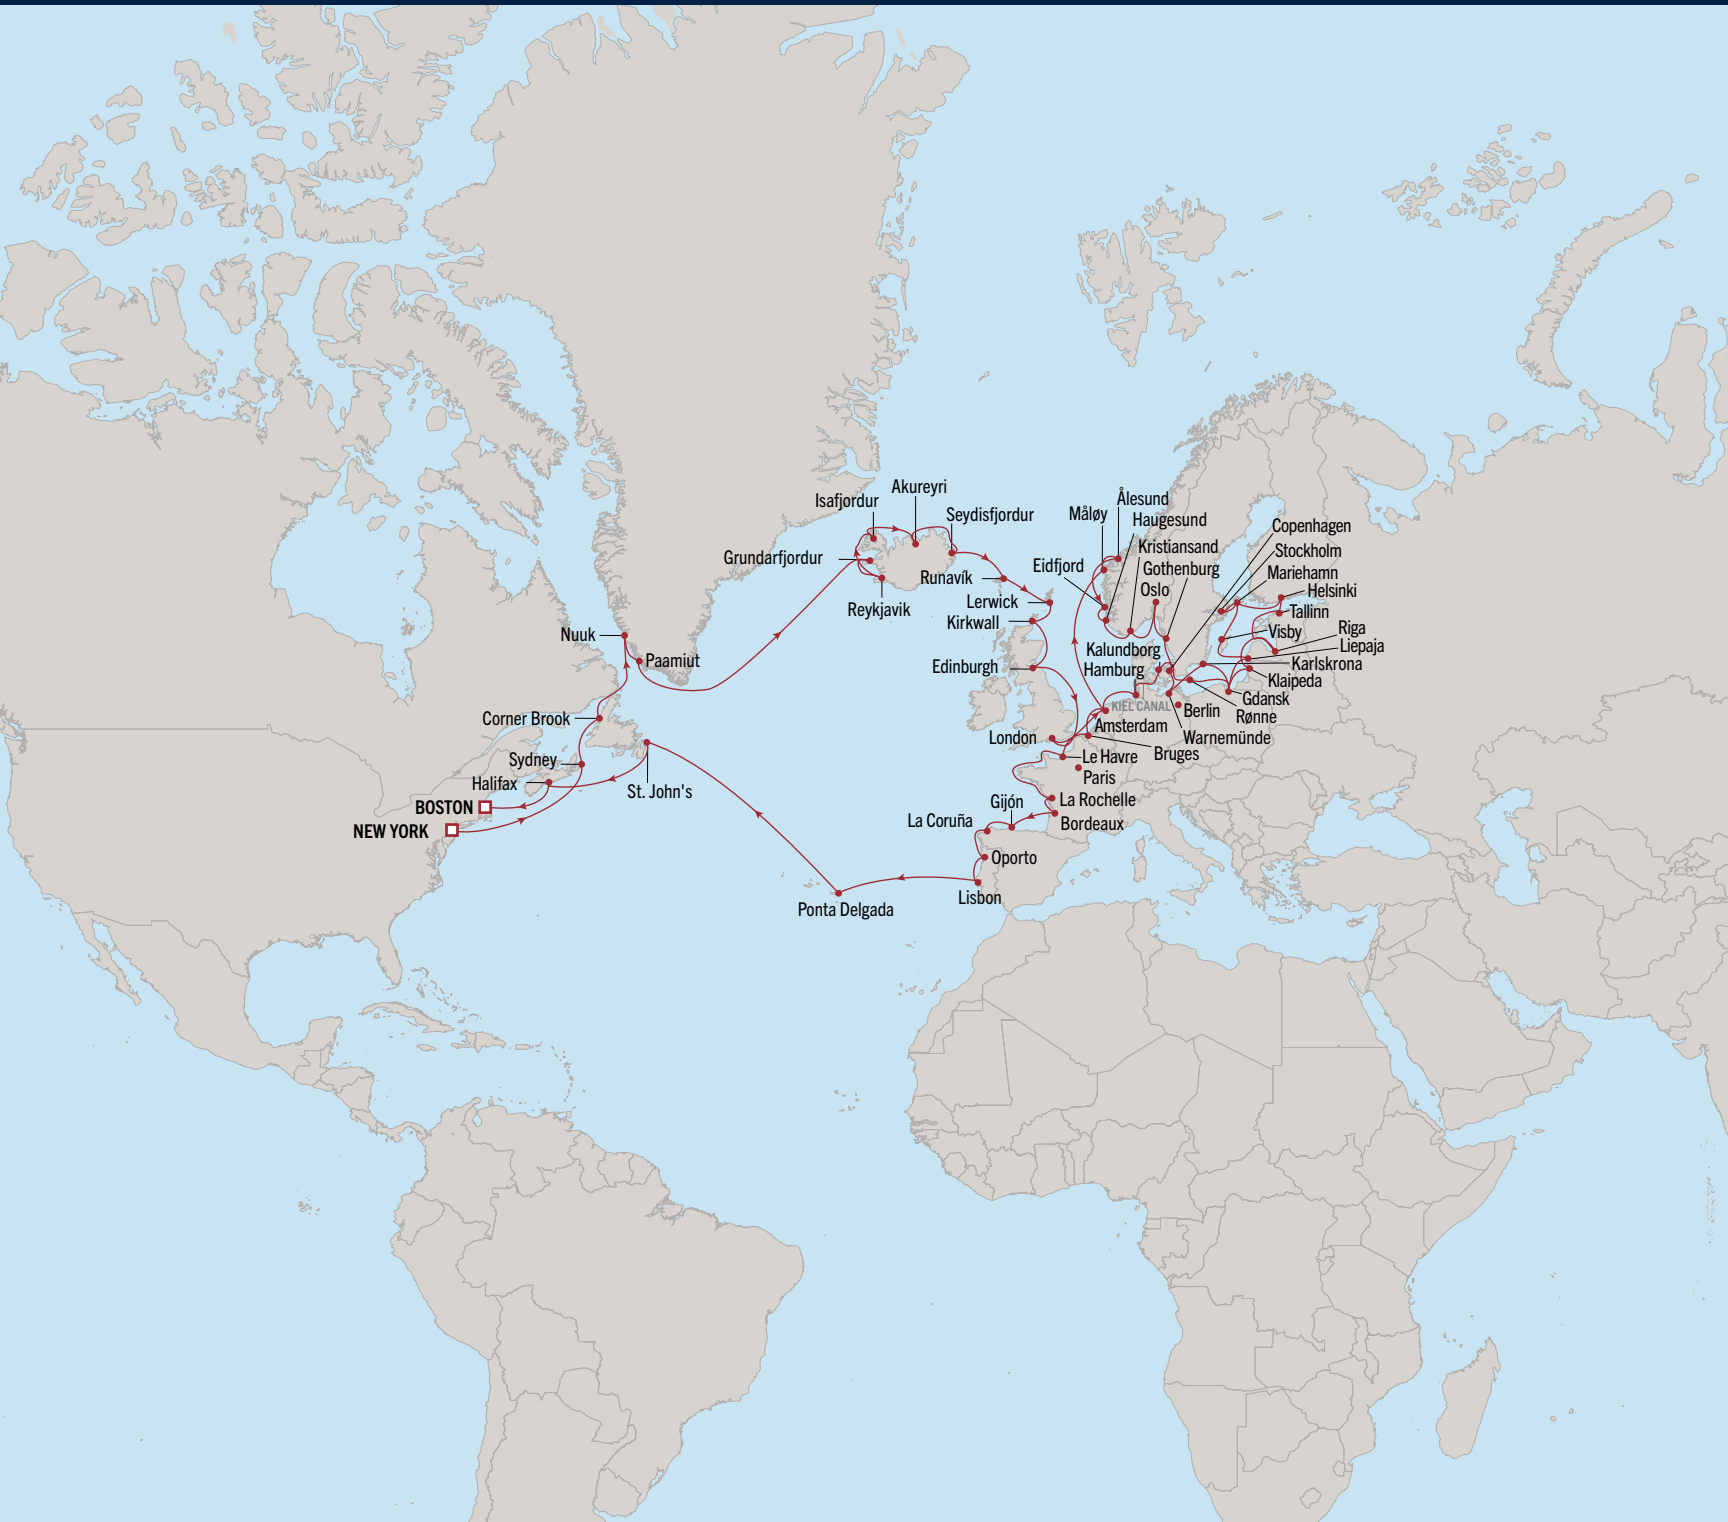 Akureyri
Isafjordur
Seydisfjordur
Grundarfjordur
Runavík
Reykjavik
Lerwick
Kirkwall
Edinburgh
Ålesund
Måløy
Haugesund
Kristiansand
Eidfjord
Gothenburg
Oslo
Copenhagen
Stockholm
Mariehamn
Helsinki
Tallinn
Visby
Riga
Liepaja
Karlskrona
Klaipeda
Gdansk
Rønne
Kalundborg
Hamburg
KIEL CANAL
Berlin
Warnemünde
Amsterdam
London
Bruges
Le Havre
Paris
La Rochelle
Bordeaux
Gijón
La Coruña
Oporto
Lisbon
Ponta Delgada
Nuuk
Paamiut
Corner Brook
Sydney
Halifax
St. John's
BOSTON
NEW YORK